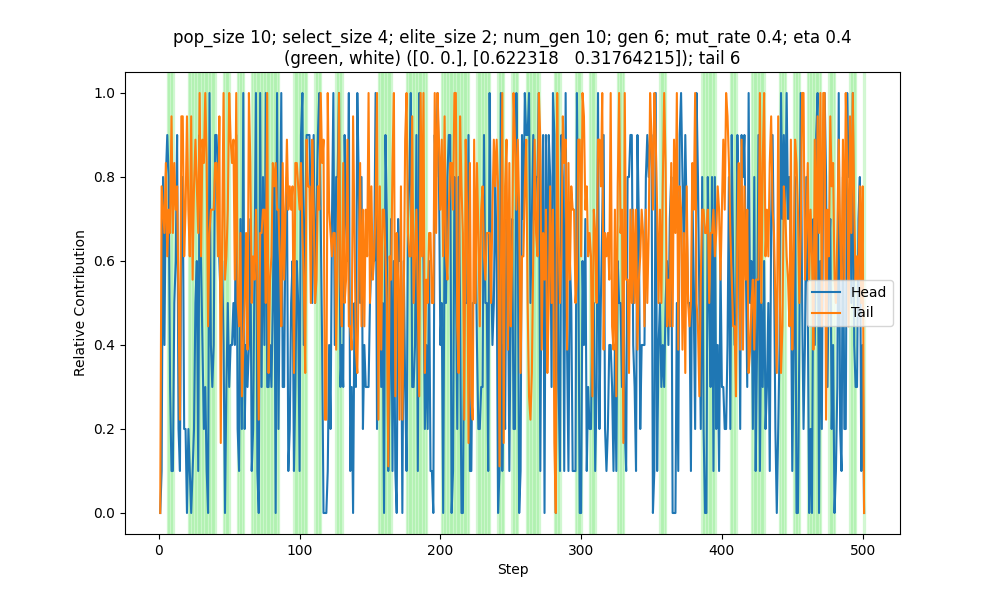 pop_size 10; select_size 4; elite_size 2; num_gen 10; gen 6; mut_rate 0.4; eta 0.4
(green, white) ([0. 0.], [0.622318   0.31764215]); tail 6
1.0
0.8
0.6
0.4
0.2
0.0
Relative Contribution
Head
Tail
0
100
200
300
400
500
Step